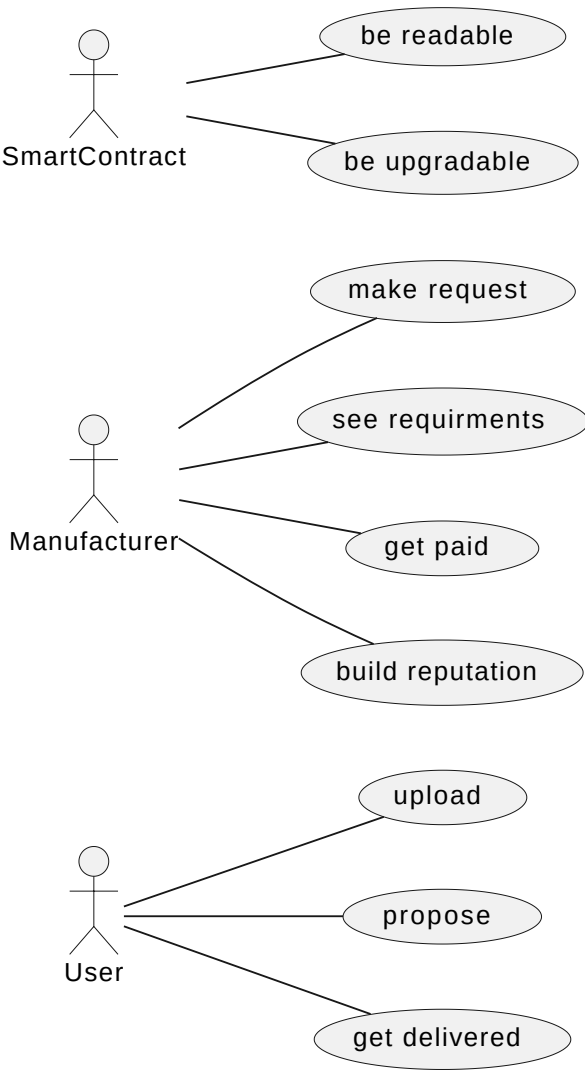 be readable
SmartContract
be upgradable
make request
see requirments
Manufacturer
get paid
build reputation
upload
propose
User
get delivered